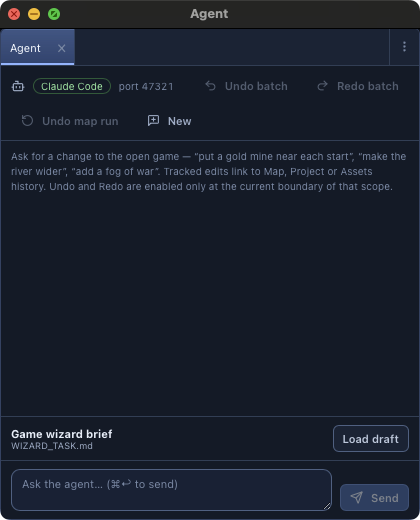 Agent
Agent
Claude Code port 47321 Undo batch Redo batch
Undo map run New
Ask for a change to the open game — “put a gold mine near each start”, “make the
river wider”, “add a fog of war”. Tracked edits link to Map, Project or Assets
history. Undo and Redo are enabled only at the current boundary of that scope.
Game wizard brief
WIZARD_TASK.md
Load draft
Ask the agent… (⌘↩ to send)
Send